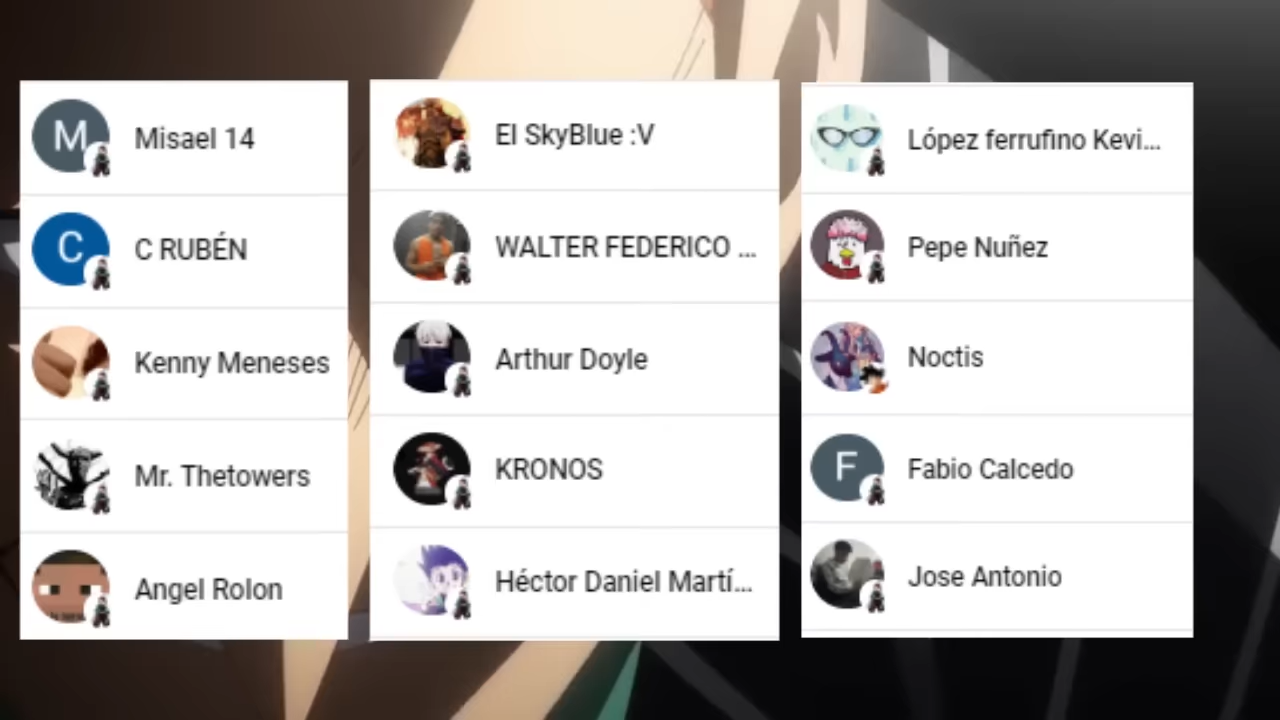 M Misael 14
C C RUBÉN
Kenny Meneses
Mr. Thetowers
Angel Rolon
El SkyBlue :V
WALTER FEDERICO ...
Arthur Doyle
KRONOS
Héctor Daniel Martí...
López ferrufino Kevi...
Pepe Nuñez
Noctis
F Fabio Calcedo
Jose Antonio